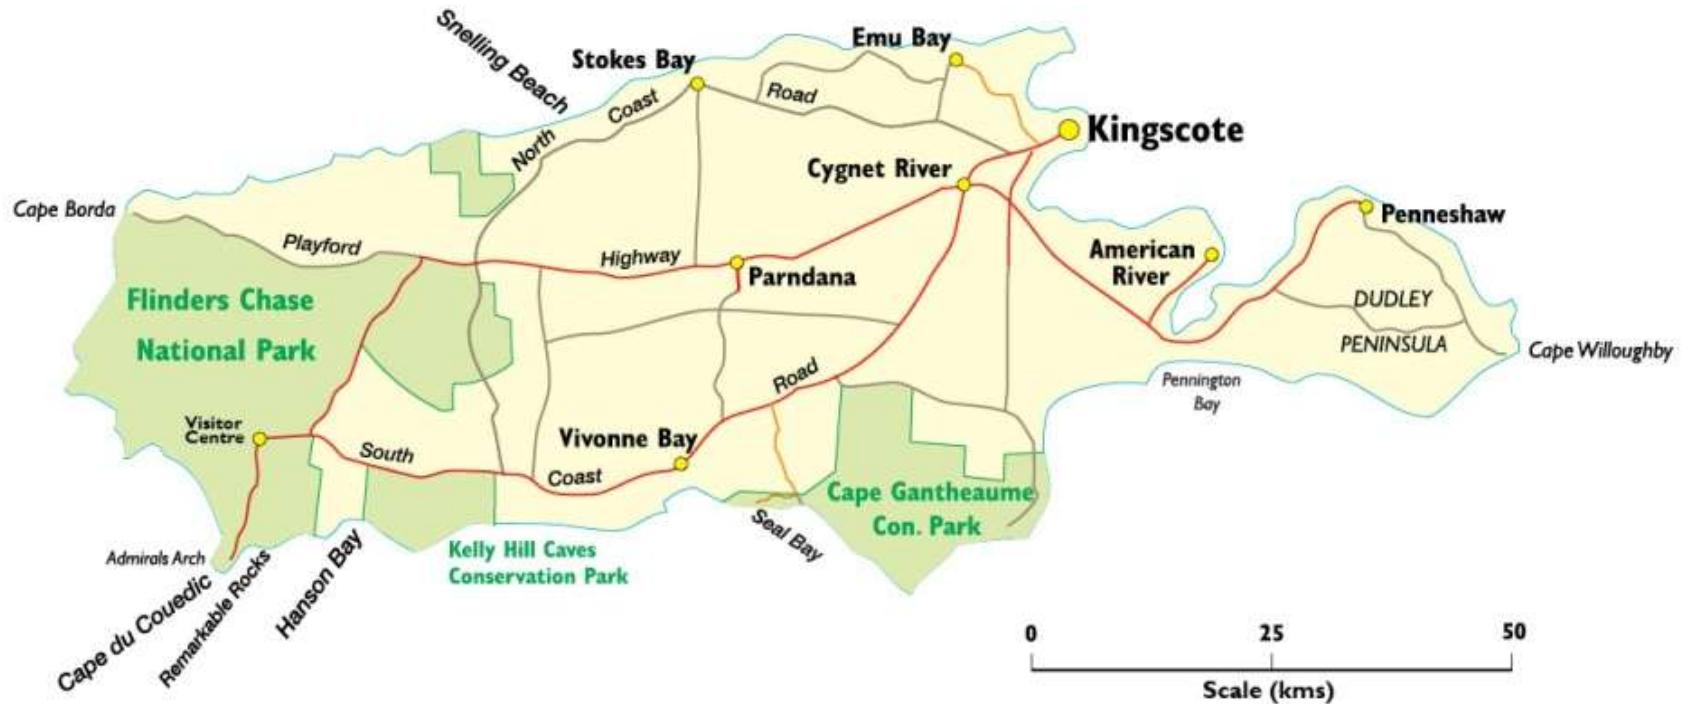 Snelling Beach
Stokes Bay
Emu Bay
North
Coast
Road
Kingscote
Cygnet River
Cape Borda
Playford
Highway
Parndana
American
River
Penneshaw
Flinders Chase
National Park
DUDLEY
PENINSULA
Cape Willoughby
Pennington
Bay
Visitor
Centre
South
Coast
Vivonne Bay
Road
Cape Gantheaume
Con. Park
Seal Bay
Kelly Hill Caves
Conservation Park
Hanson Bay
Admirals Arch
Cape du Couedic
Remarkable Rocks
0 25 50
Scale (kms)